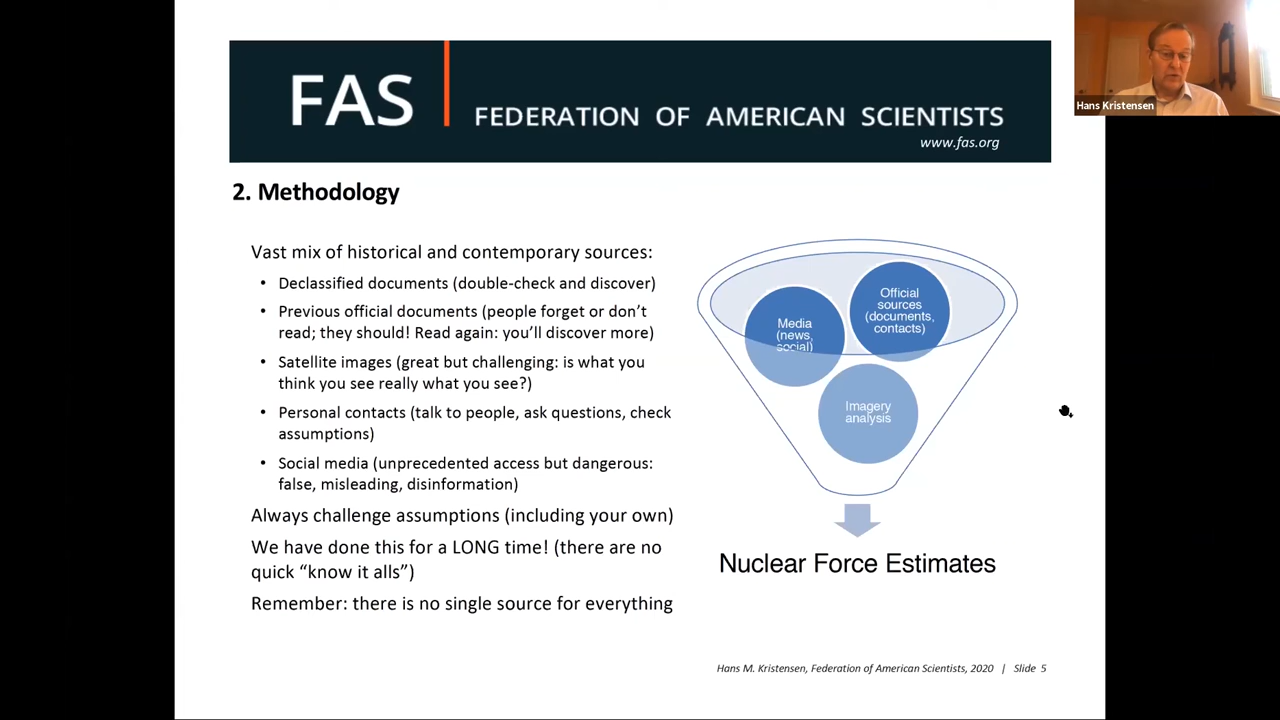 FAS
FEDERATION OF AMERICAN SCIENTISTS
www.fas.org
Hans Kristensen
2. Methodology
Vast mix of historical and contemporary sources:
• Declassified documents (double-check and discover)
• Previous official documents (people forget or don’t
read; they should! Read again: you’ll discover more)
• Satellite images (great but challenging: is what you
think you see really what you see?)
• Personal contacts (talk to people, ask questions, check
assumptions)
• Social media (unprecedented access but dangerous:
false, misleading, disinformation)
Always challenge assumptions (including your own)
We have done this for a LONG time! (there are no
quick “know it alls”)
Remember: there is no single source for everything
Media
(news,
social)
Official
sources
(documents,
contacts)
Imagery
analysis
Nuclear Force Estimates
Hans M. Kristensen, Federation of American Scientists, 2020 | Slide 5